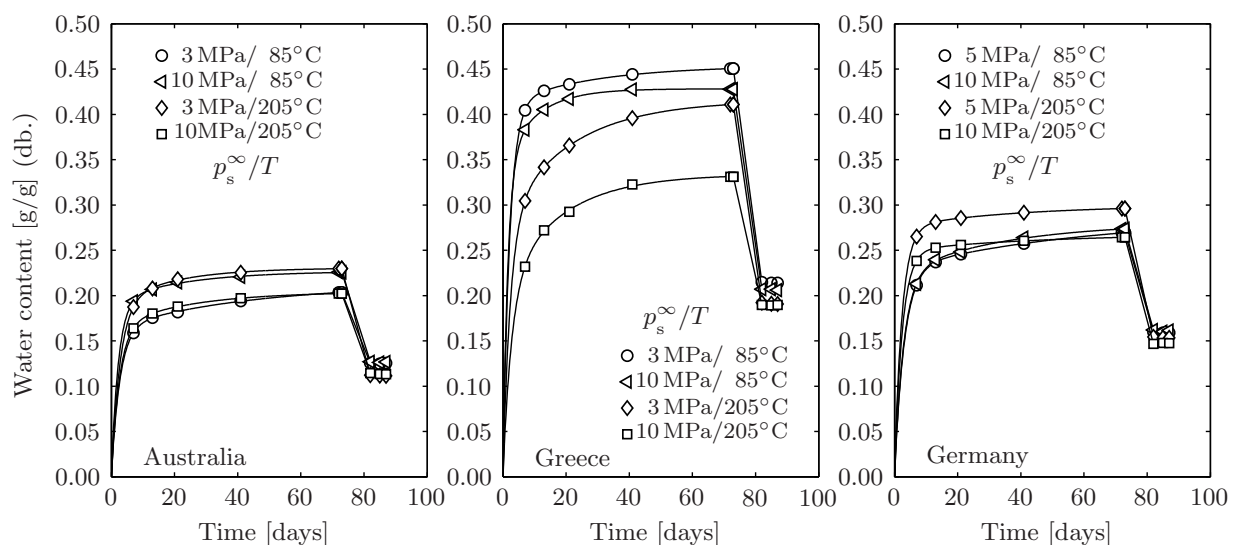 Water content [g/g] (db.)
0.50
0.45
0.40
0.35
0.30
0.25
0.20
0.15
0.10
0.05
0.00
3 MPa/ 85°C
10 MPa/ 85°C
3 MPa/205°C
10MPa/205°C
p_s^∞/T
Australia
0 20 40 60 80 100
Time [days]
0.50
0.45
0.40
0.35
0.30
0.25
0.20
0.15
0.10
0.05
0.00
p_s^∞/T
3 MPa/ 85°C
10 MPa/ 85°C
3 MPa/205°C
10 MPa/205°C
Greece
0 20 40 60 80 100
Time [days]
0.50
0.45
0.40
0.35
0.30
0.25
0.20
0.15
0.10
0.05
0.00
5 MPa/ 85°C
10 MPa/ 85°C
5 MPa/205°C
10 MPa/205°C
p_s^∞/T
Germany
0 20 40 60 80 100
Time [days]